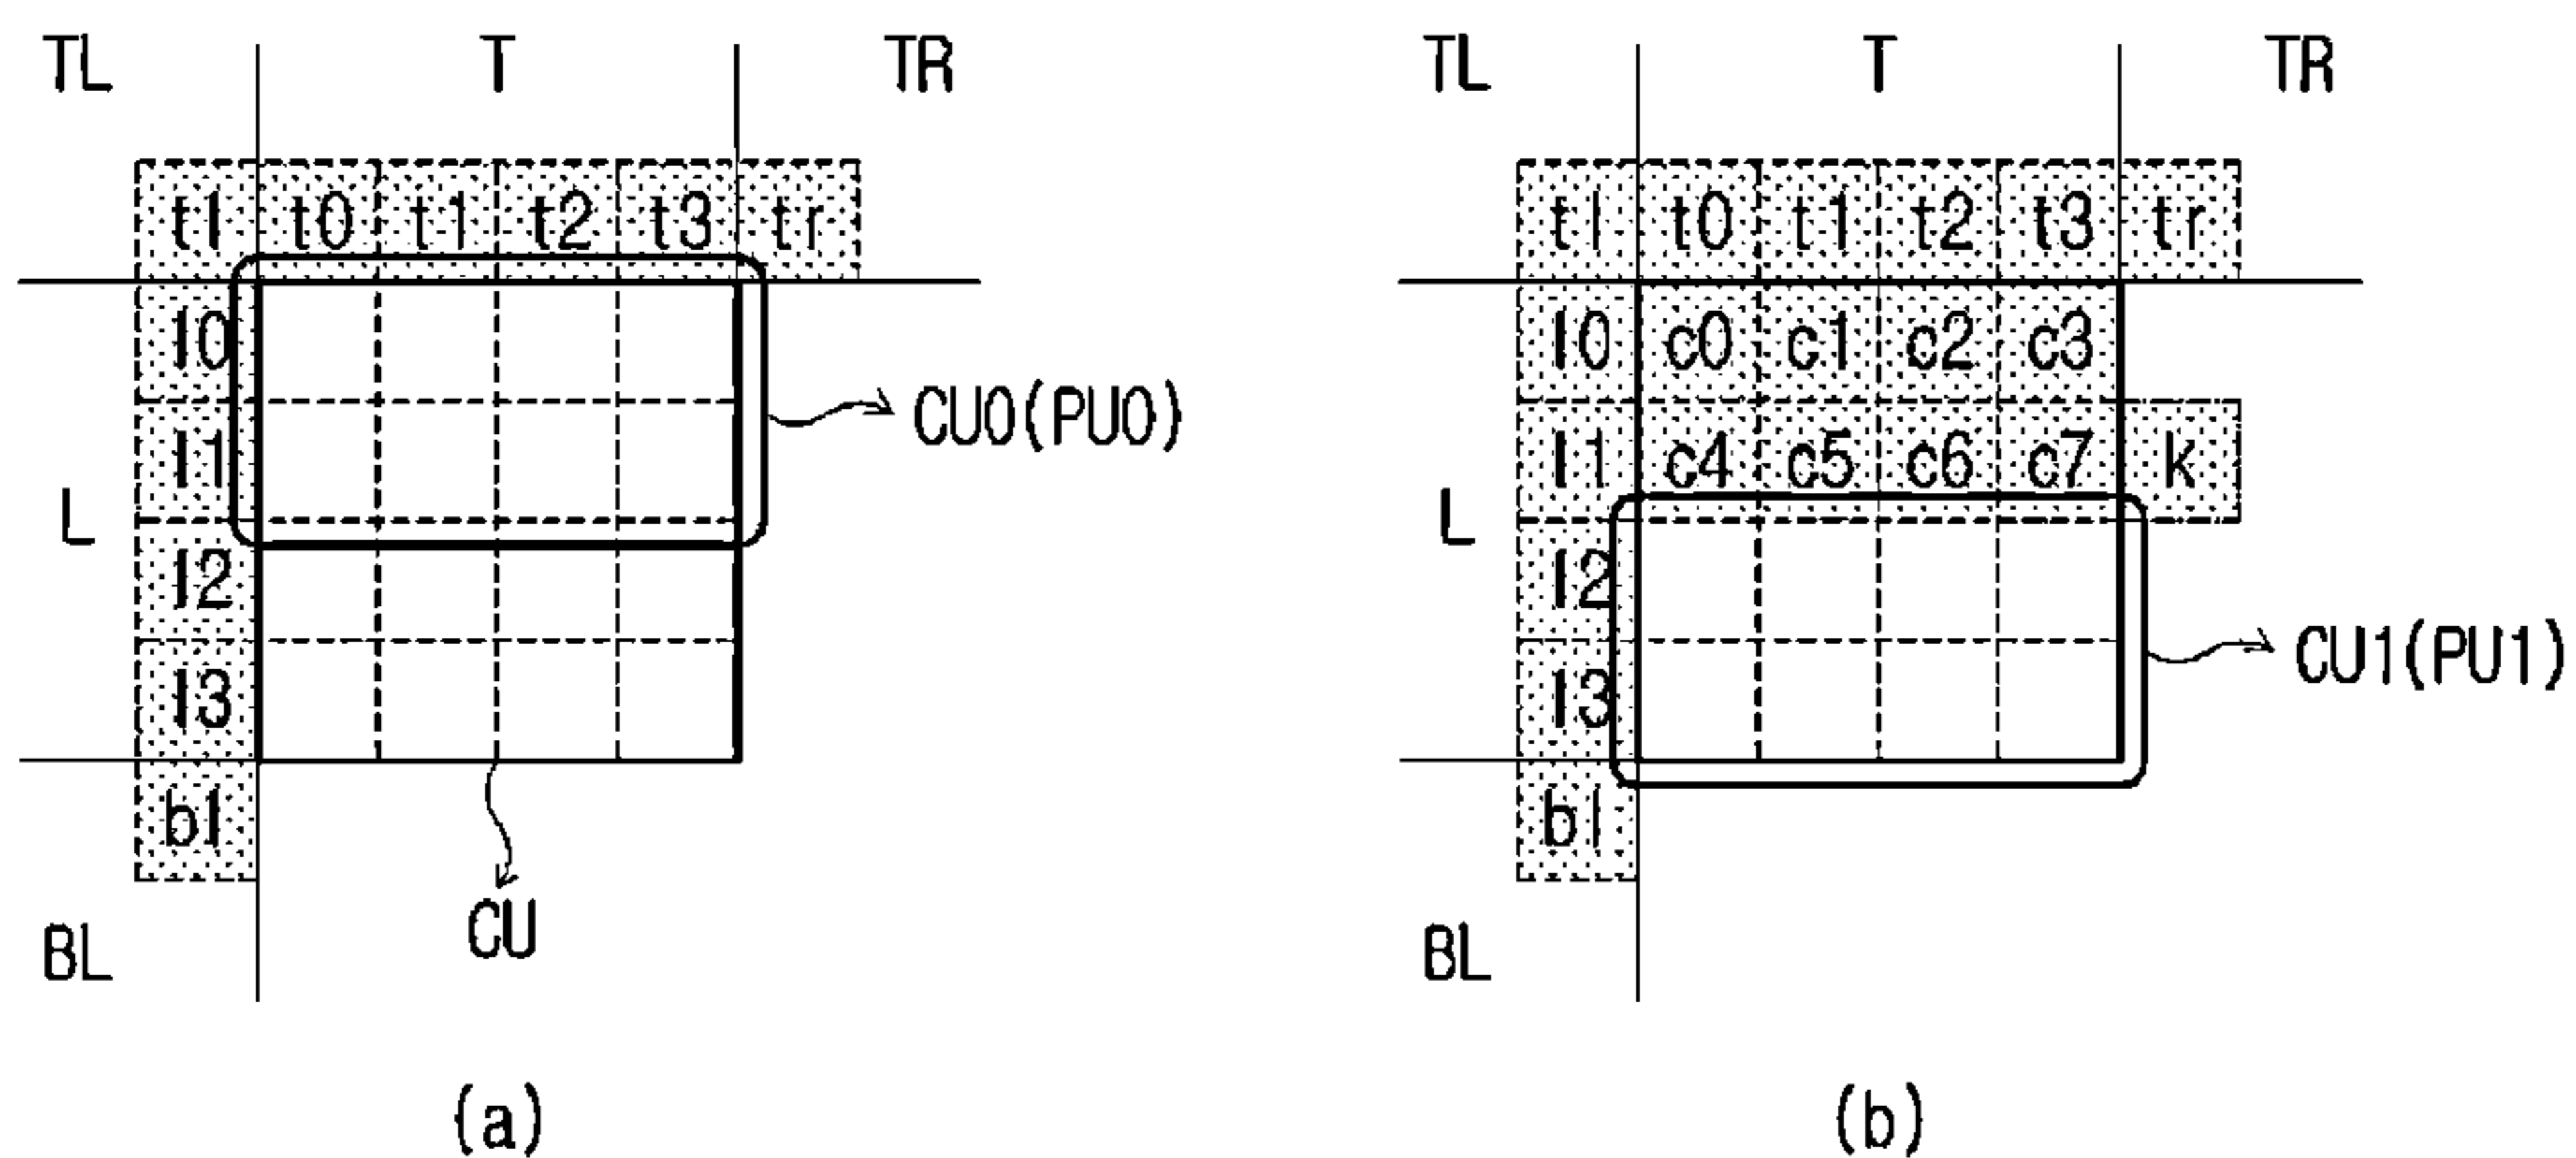 TL T TR
tl t0 t1 t2 t3 tr
l0
l1
CU0(PU0)
L
l2
l3
bl
CU
BL
(a)
TL T TR
tl t0 t1 t2 t3 tr
l0 c0 c1 c2 c3
l1 c4 c5 c6 c7 k
L
l2
CU1(PU1)
l3
bl
BL
(b)